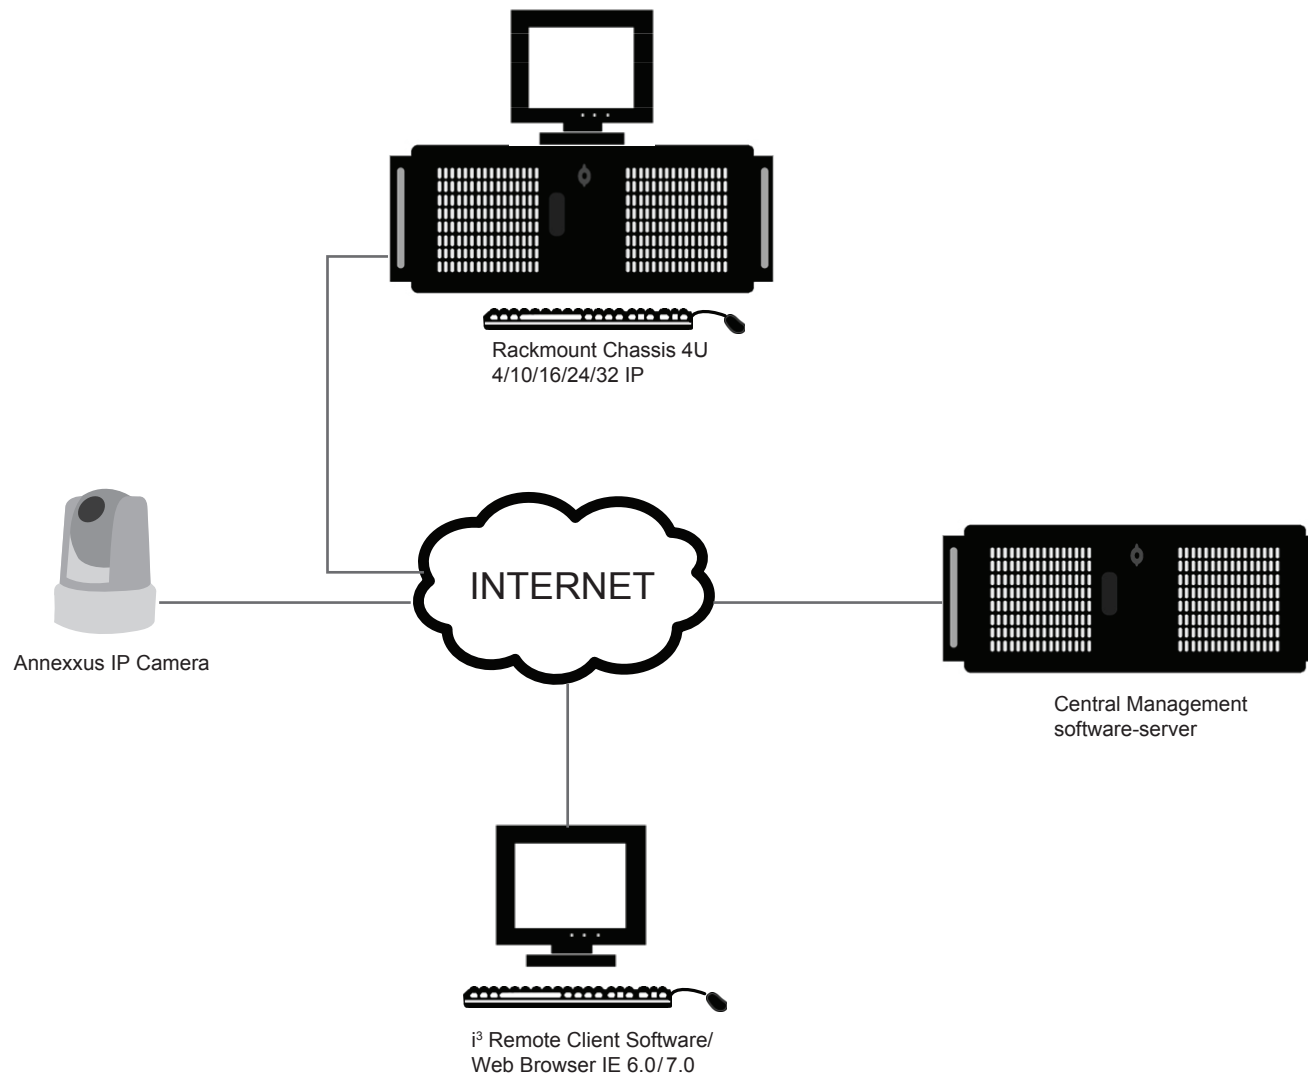 Rackmount Chassis 4U
4/10/16/24/32 IP
INTERNET
Annexxus IP Camera
Central Management
software-server
i³ Remote Client Software/
Web Browser IE 6.0/7.0